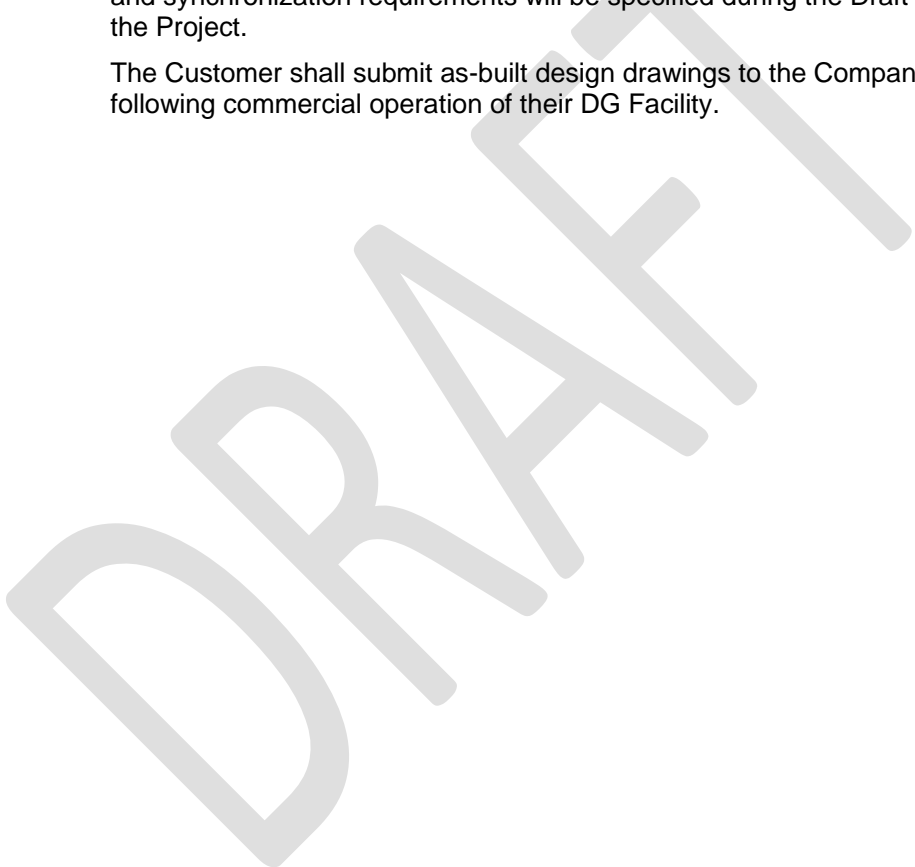 and synchronization requirements will be specified during the Draft
the Project.
The Customer shall submit as-built design drawings to the Compan
following commercial operation of their DG Facility.
DRAFT